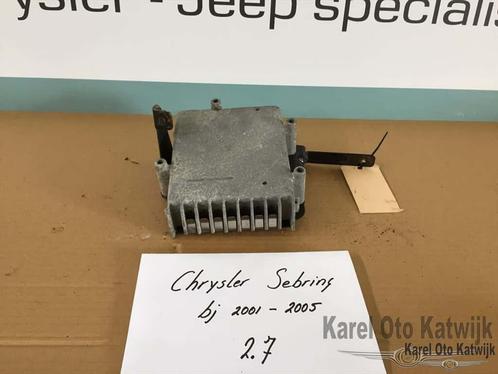 ysler - Jeep specialis
Chrysler Sebring
bj 2001 - 2005
2.7
Karel Oto Katwijk
Karel Oto Katwijk